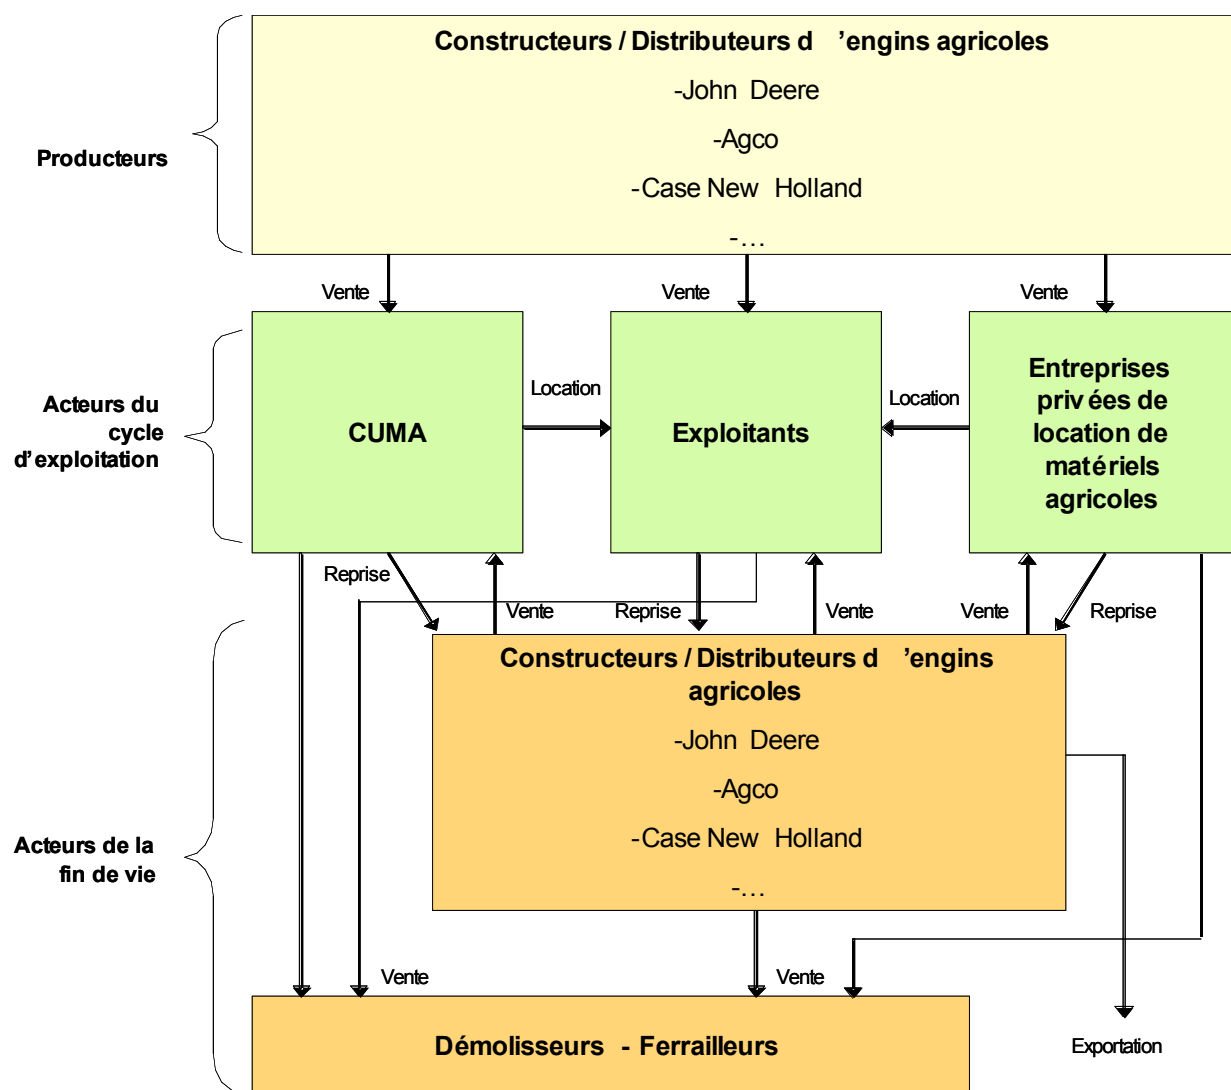 Constructeurs / Distributeurs d ’engins agricoles
-John Deere
-Agco
-Case New Holland
-…
Producteurs
Vente
Vente
Vente
Acteurs du
cycle
d’exploitation
CUMA
Location
Exploitants
Location
Entreprises
privées de
location de
matériels
agricoles
Reprise
Vente
Reprise
Vente
Vente
Reprise
Acteurs de la
fin de vie
Constructeurs / Distributeurs d ’engins
agricoles
-John Deere
-Agco
-Case New Holland
-…
Vente
Vente
Démolisseurs - Ferrailleurs
Exportation